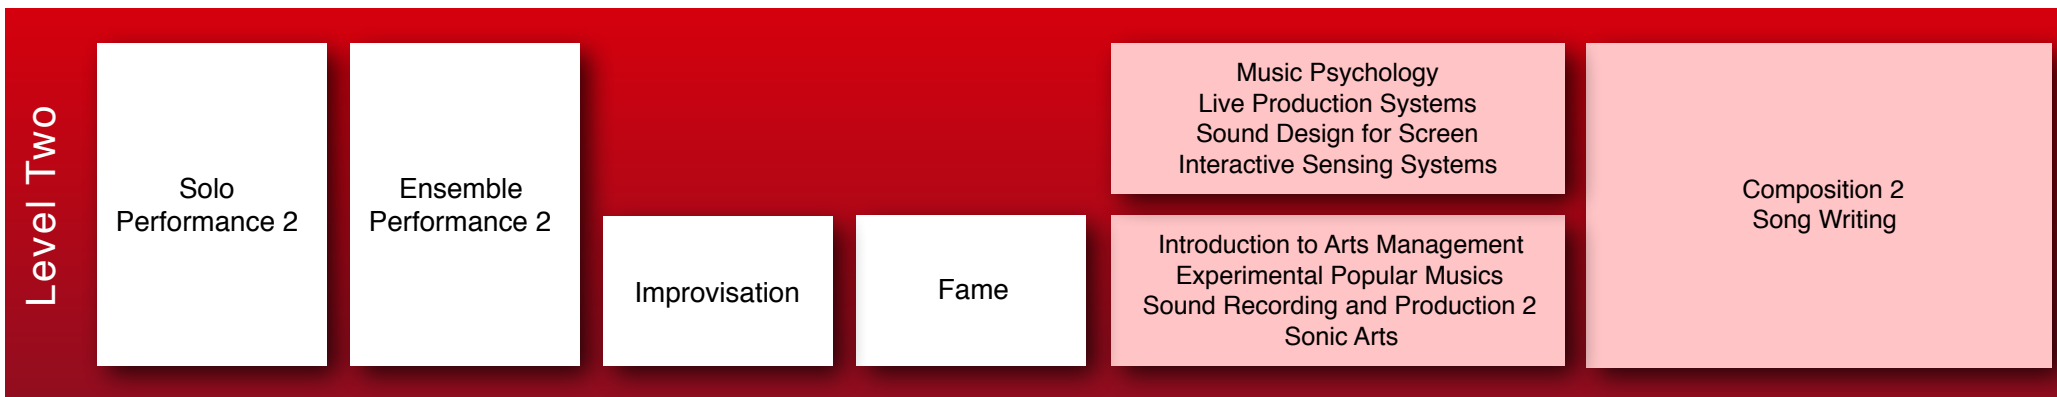 Level Two
Solo
Performance 2
Ensemble
Performance 2
Improvisation
Fame
Music Psychology
Live Production Systems
Sound Design for Screen
Interactive Sensing Systems
Introduction to Arts Management
Experimental Popular Musics
Sound Recording and Production 2
Sonic Arts
Composition 2
Song Writing